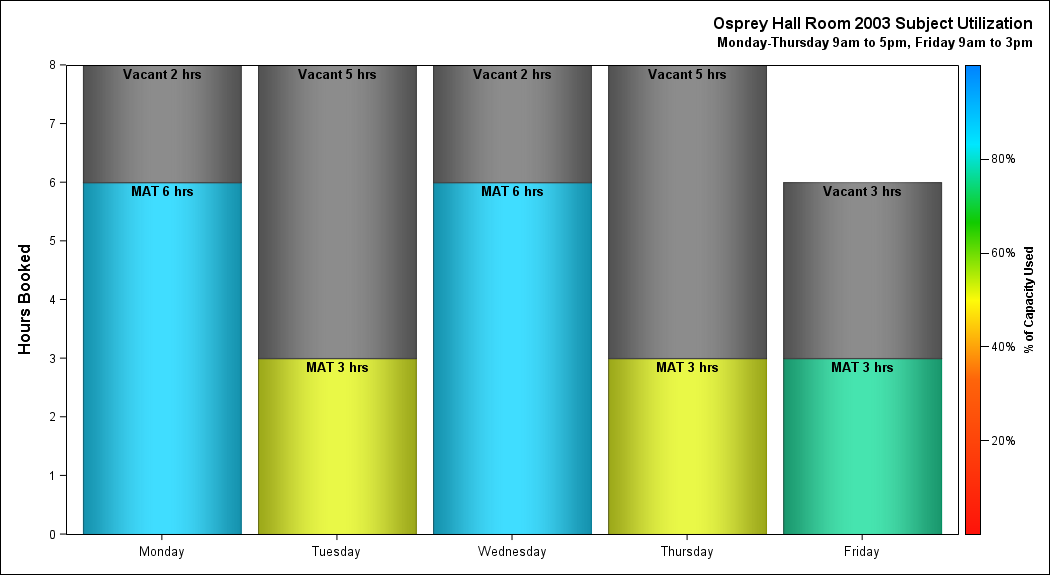 Osprey Hall Room 2003 Subject Utilization
Monday-Thursday 9am to 5pm, Friday 9am to 3pm
Hours Booked
8
7
6
5
4
3
2
1
0
Vacant 2 hrs
MAT 6 hrs
Vacant 5 hrs
MAT 3 hrs
Vacant 2 hrs
MAT 6 hrs
Vacant 5 hrs
MAT 3 hrs
Vacant 3 hrs
MAT 3 hrs
Monday
Tuesday
Wednesday
Thursday
Friday
80%
60%
40%
20%
% of Capacity Used